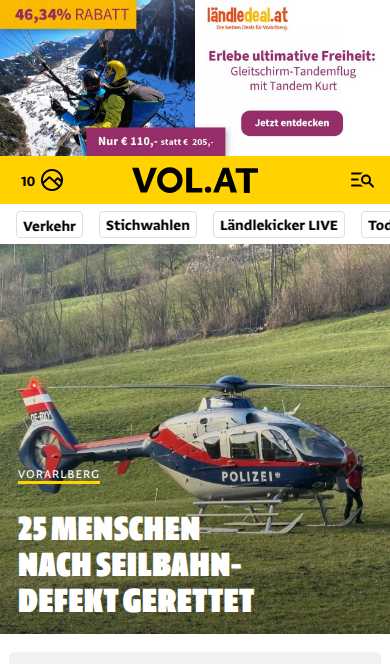 46,34% RABATT
ländledeal.at
Die besten Deals für Vorarlberg.
Erlebe ultimative Freiheit:
Gleitschirm-Tandemflug
mit Tandem Kurt
Jetzt entdecken
Nur € 110,- statt € 205,-
10
VOL.AT
Verkehr
Stichwahlen
Ländlekicker LIVE
Tod
POLIZEI
VORARLBERG
25 MENSCHEN
NACH SEILBAHN-
DEFEKT GERETTET